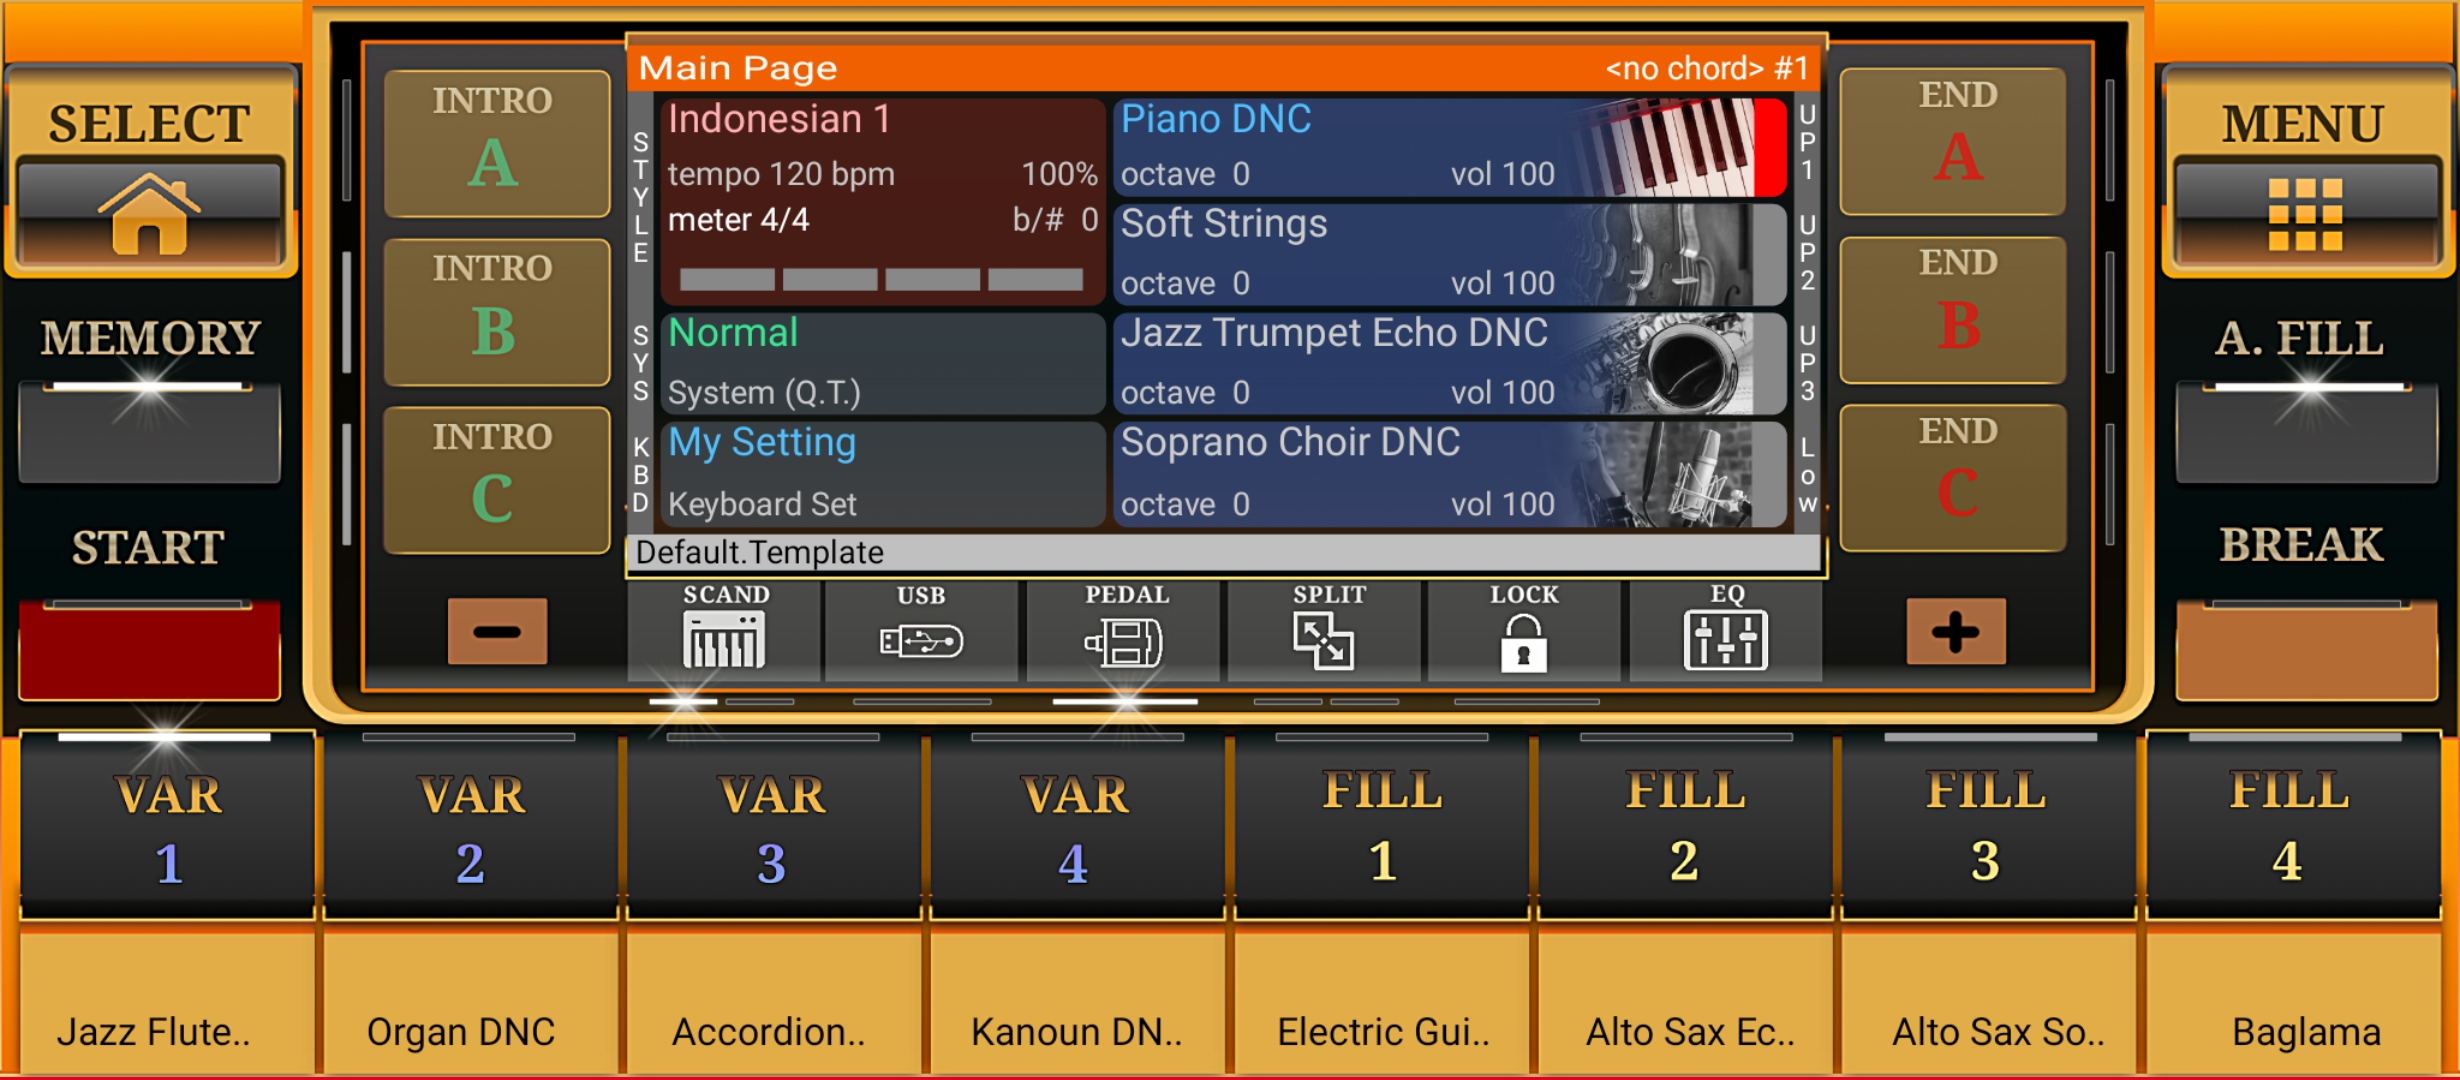 SELECT
MEMORY
START
INTRO
A
INTRO
B
INTRO
C
Main Page
<no chord> #1
STYLE
Indonesian 1
tempo 120 bpm 100%
meter 4/4 b/# 0
SYS
Normal
System (Q.T.)
KBD
My Setting
Keyboard Set
Piano DNC
octave 0 vol 100
UP1
Soft Strings
octave 0 vol 100
UP2
Jazz Trumpet Echo DNC
octave 0 vol 100
UP3
Soprano Choir DNC
octave 0 vol 100
Low
Default.Template
END
A
END
B
END
C
MENU
A. FILL
BREAK
-
SCAND
USB
PEDAL
SPLIT
LOCK
EQ
+
VAR
1
VAR
2
VAR
3
VAR
4
FILL
1
FILL
2
FILL
3
FILL
4
Jazz Flute..
Organ DNC
Accordion..
Kanoun DN..
Electric Gui..
Alto Sax Ec..
Alto Sax So..
Baglama